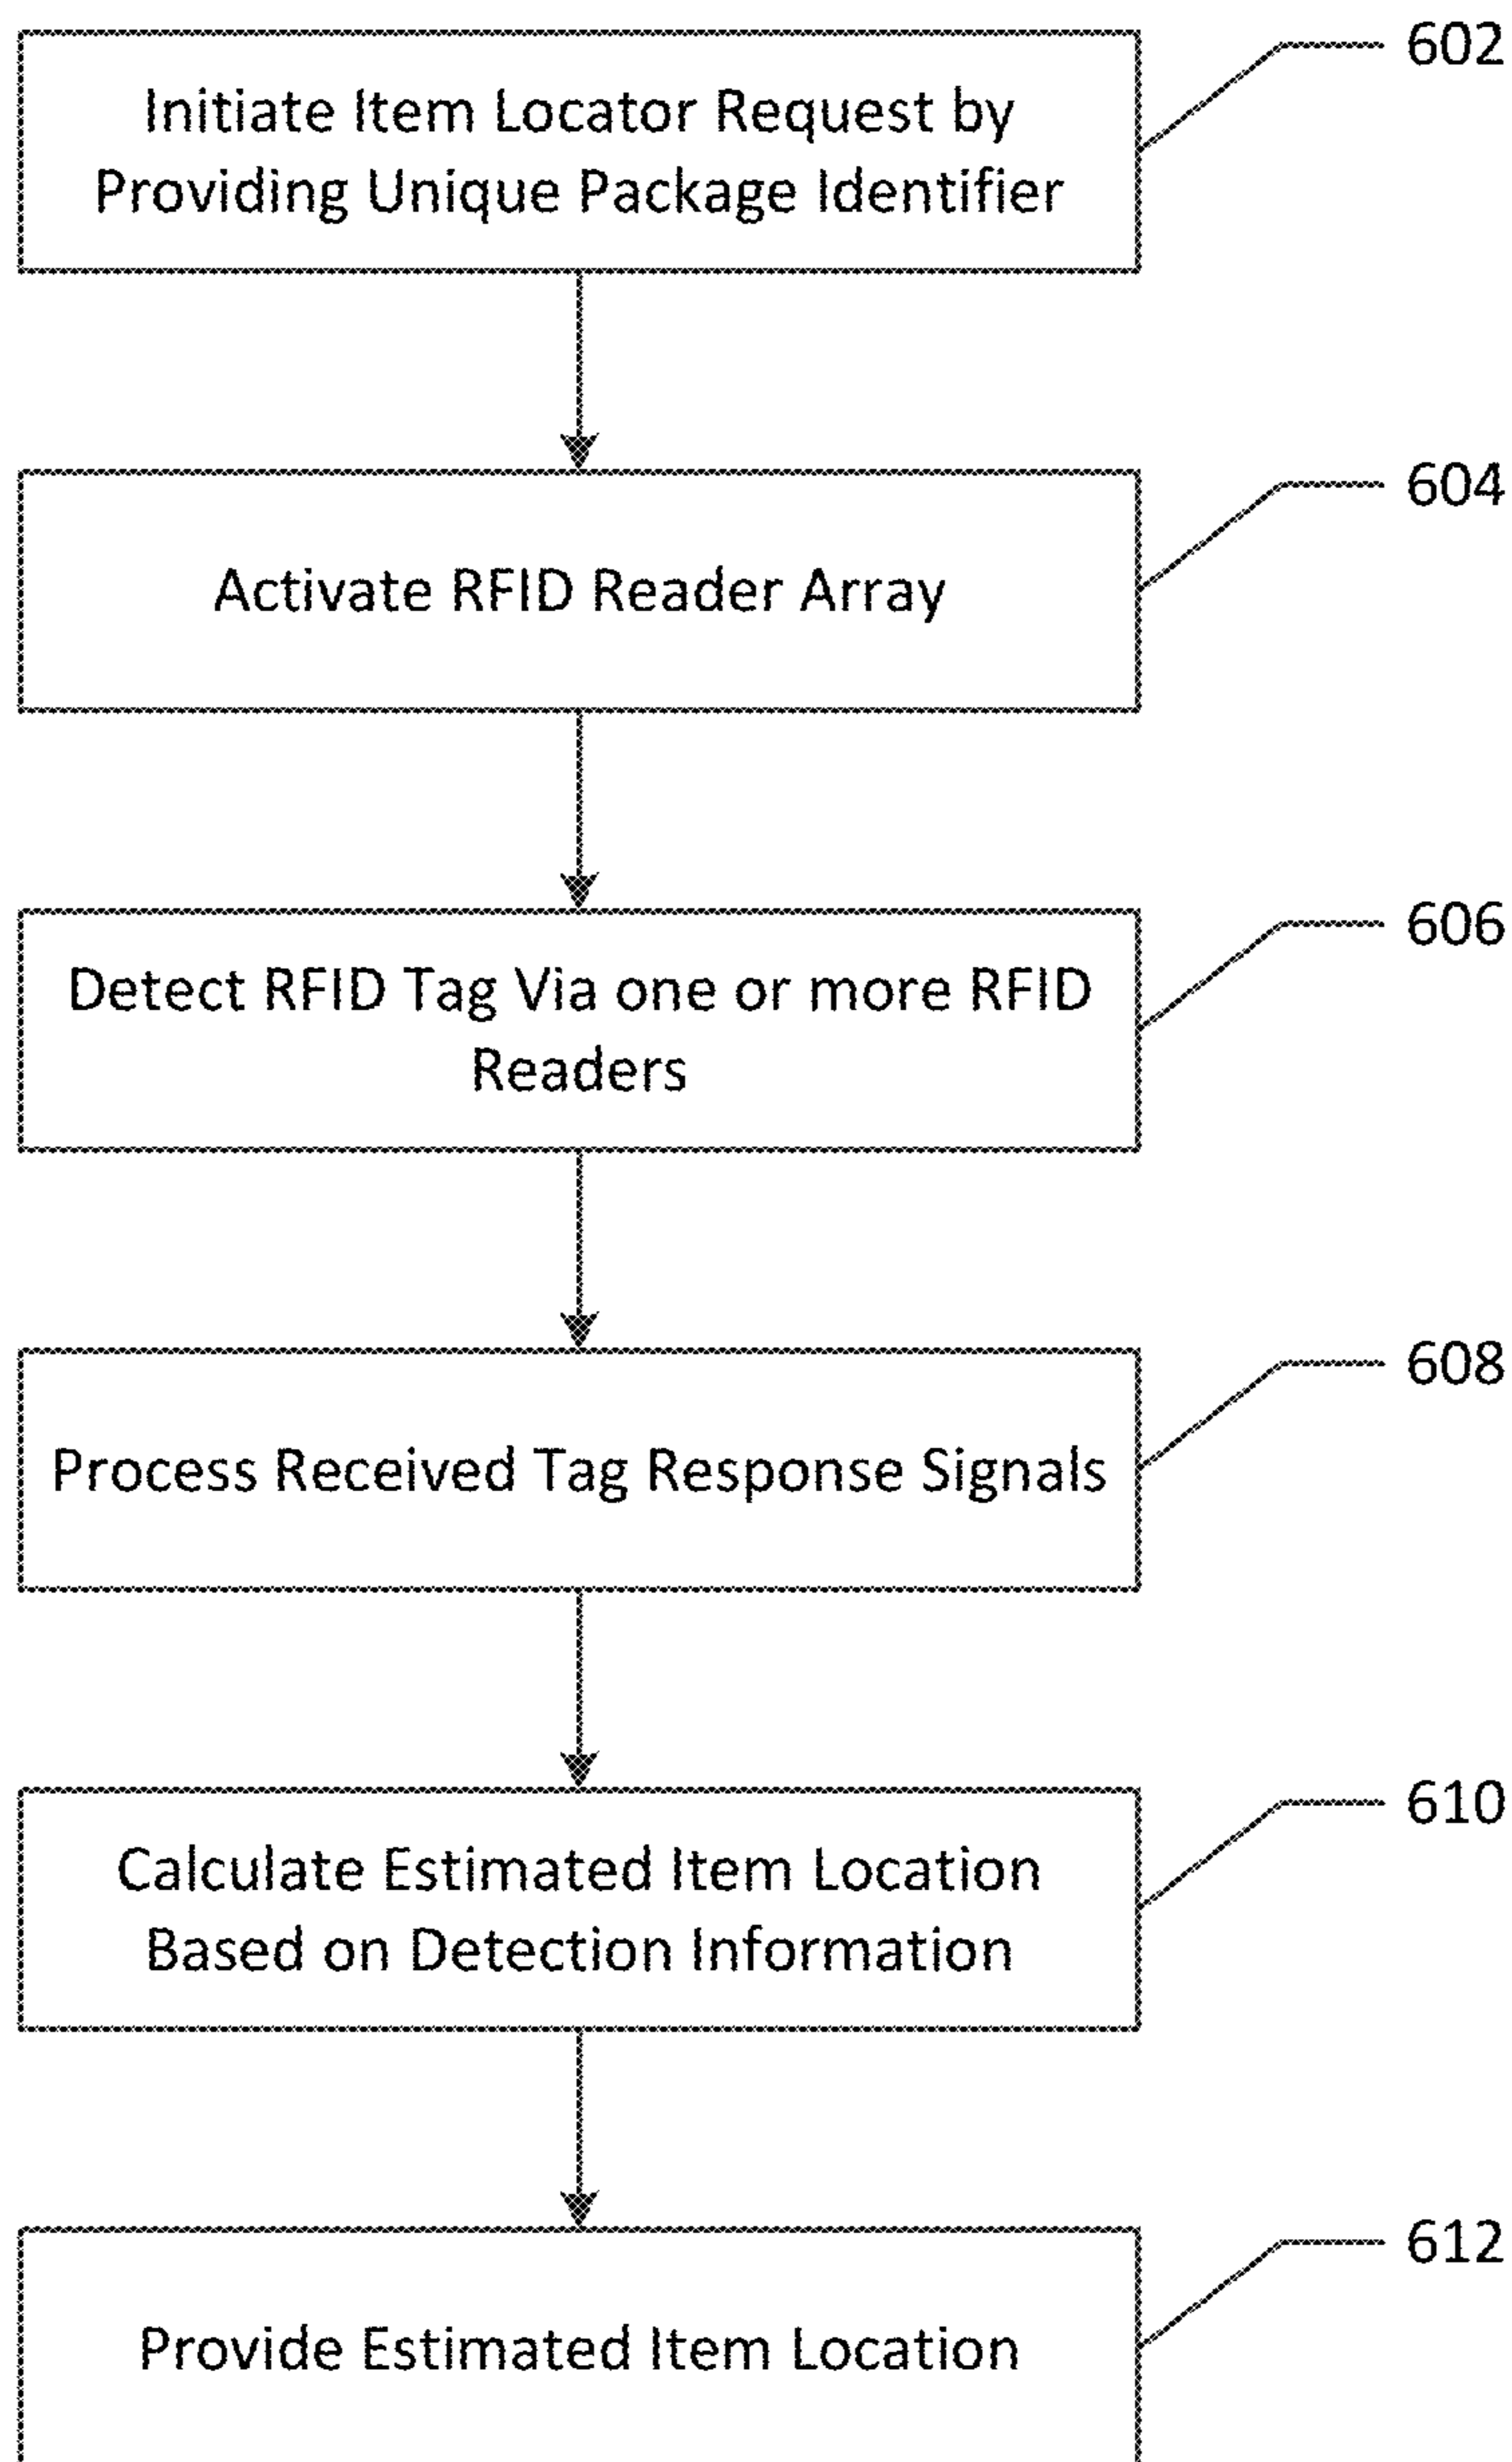 602
Initiate Item Locator Request by
Providing Unique Package Identifier
604
Activate RFID Reader Array
606
Detect RFID Tag Via one or more RFID
Readers
608
Process Received Tag Response Signals
610
Calculate Estimated Item Location
Based on Detection Information
612
Provide Estimated Item Location